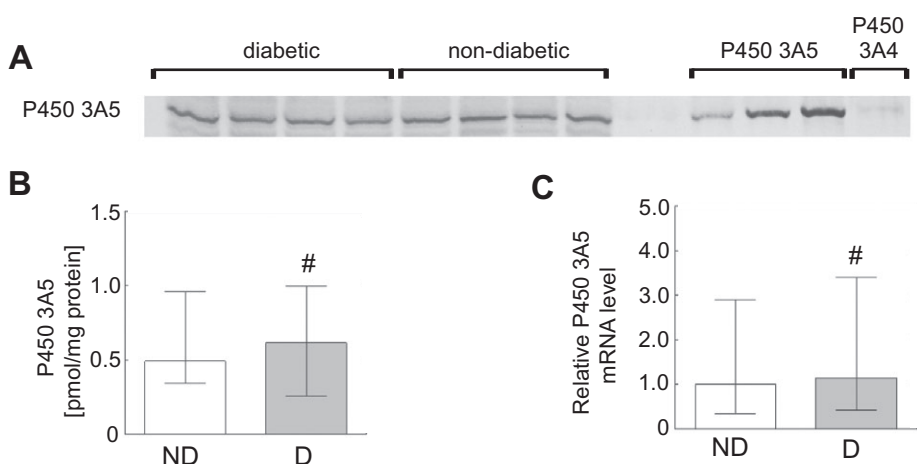 A
diabetic
non-diabetic
P450 3A5
P450
3A4
P450 3A5
B
P450 3A5
[pmol/mg protein]
1.5
1.0
0.5
0
#
ND
D
C
Relative P450 3A5
mRNA level
5.0
4.0
3.0
2.0
1.0
0
#
ND
D